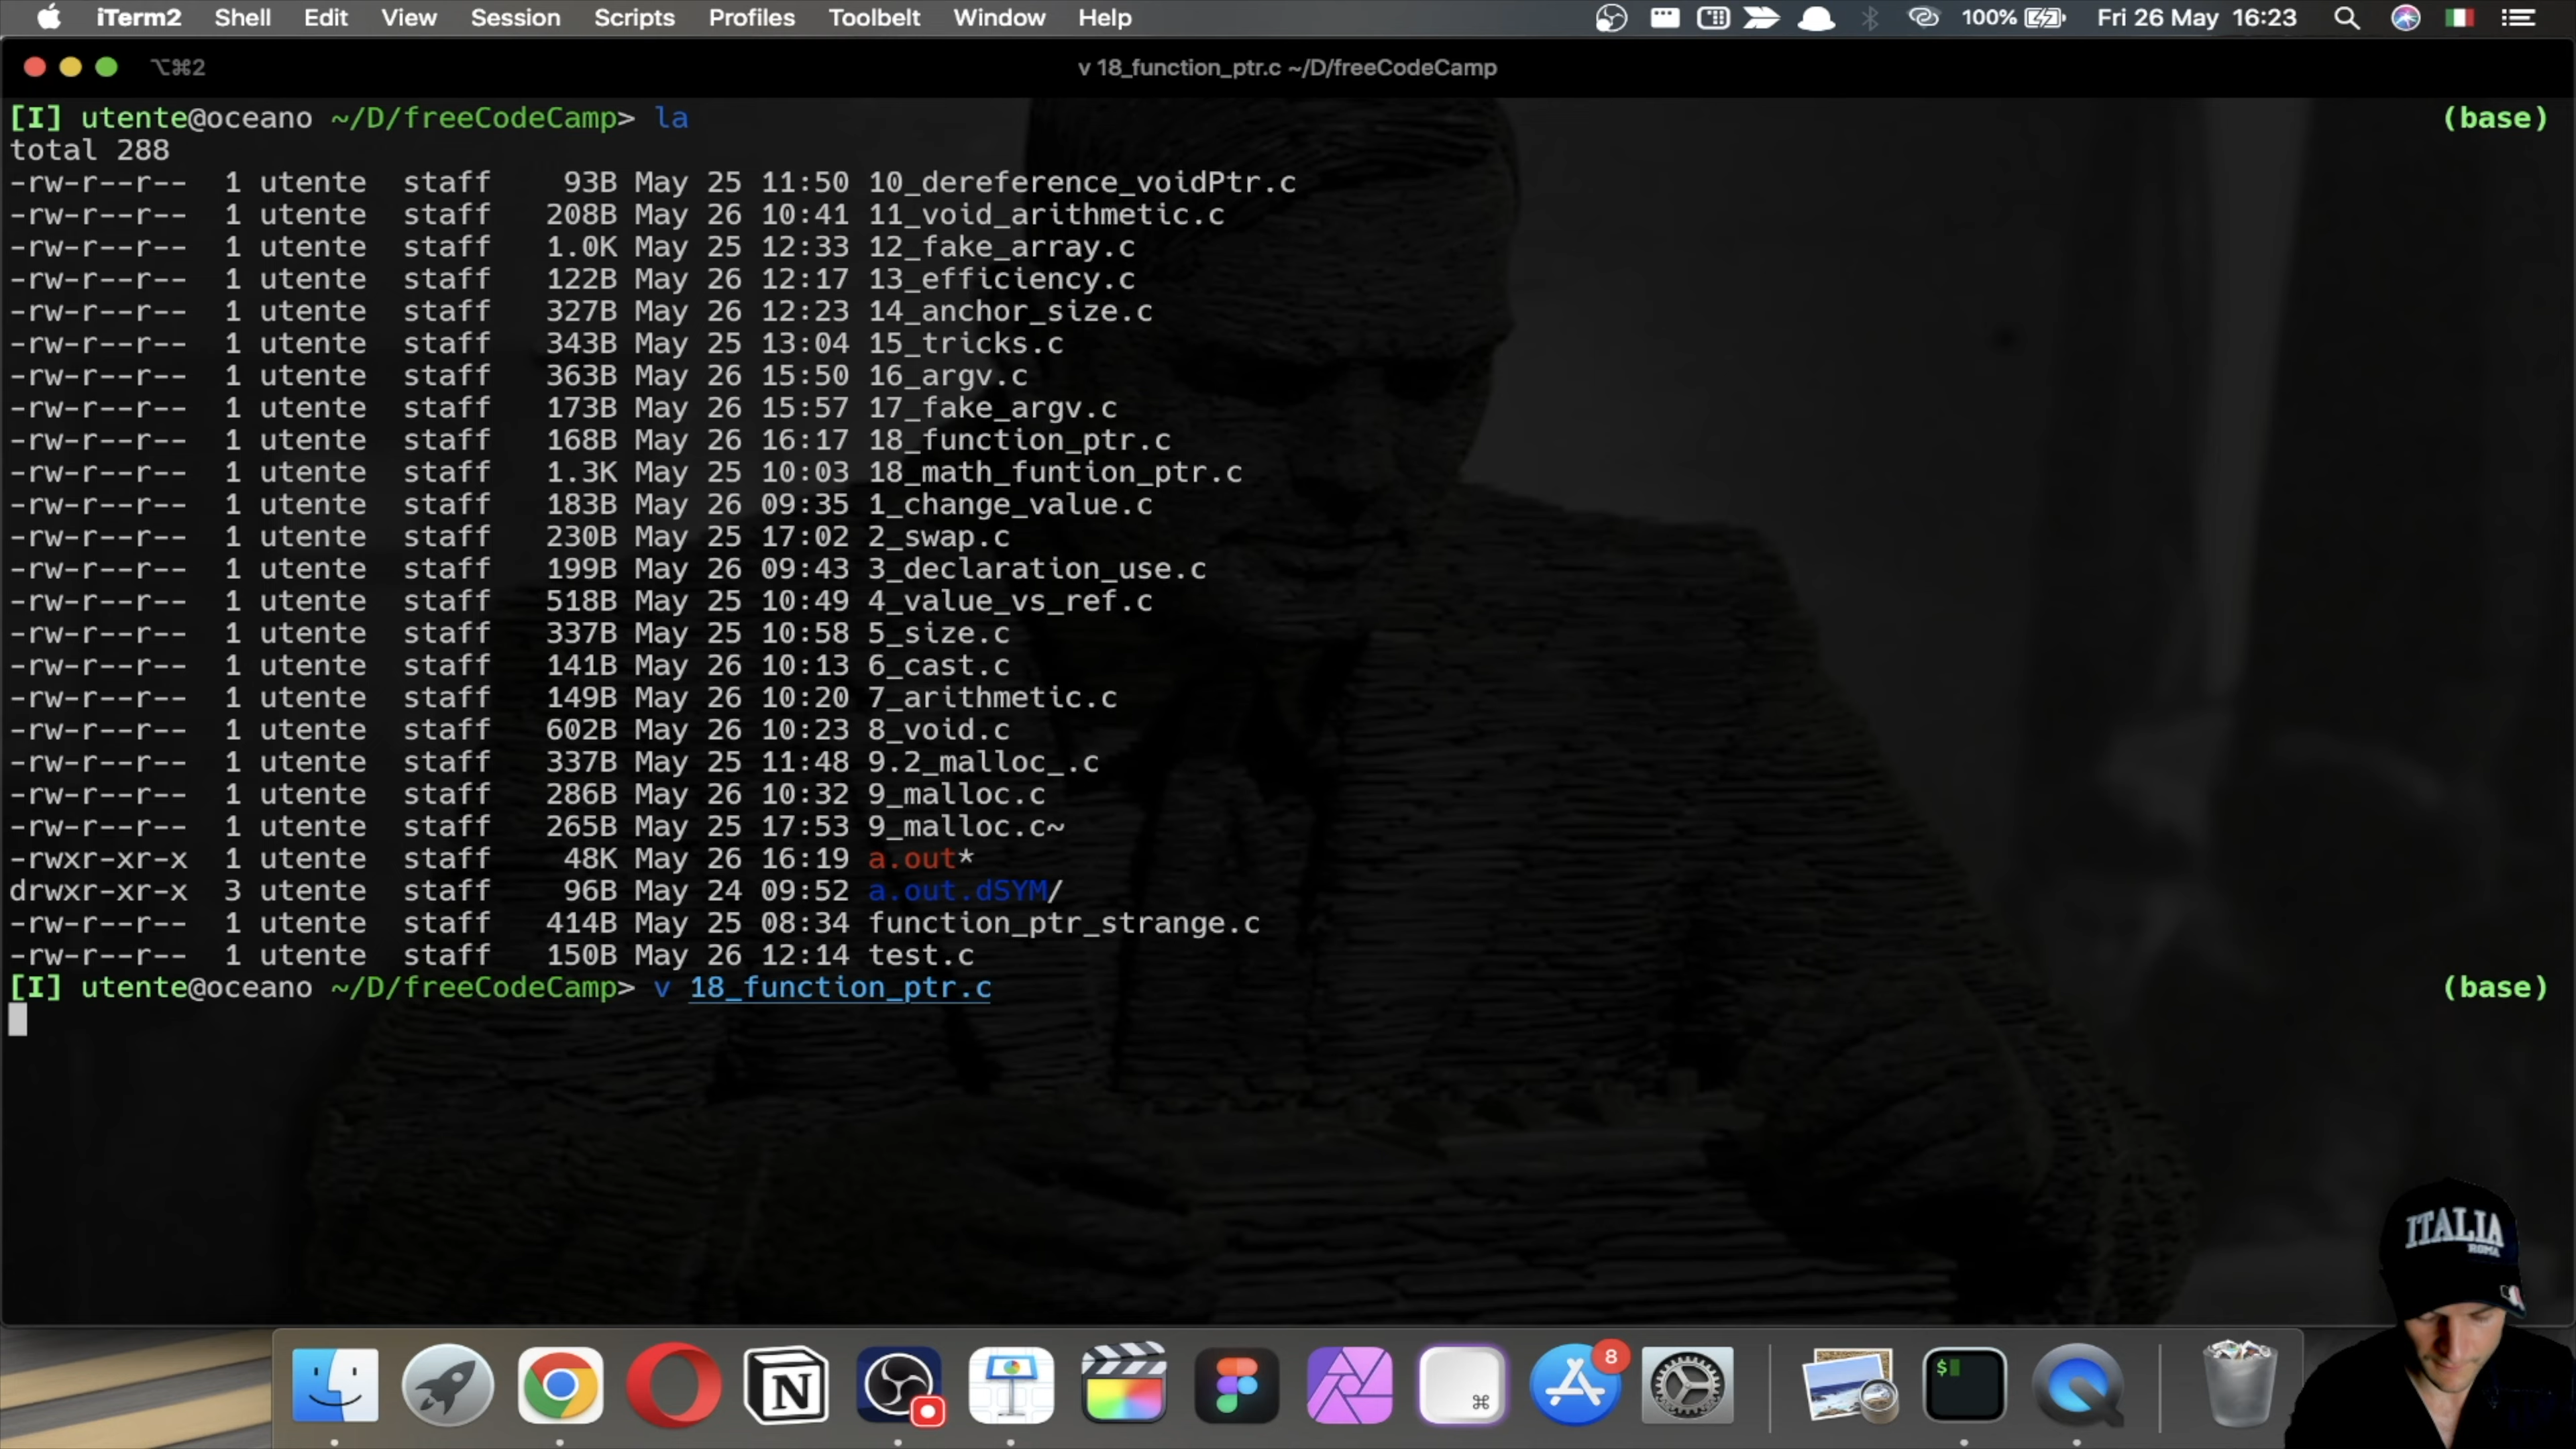 iTerm2 Shell Edit View Session Scripts Profiles Toolbelt Window Help 100% Fri 26 May 16:23
⌥⌘2 v 18_function_ptr.c ~/D/freeCodeCamp
[I] utente@oceano ~/D/freeCodeCamp> la (base)
total 288
-rw-r--r-- 1 utente staff 93B May 25 11:50 10_dereference_voidPtr.c
-rw-r--r-- 1 utente staff 208B May 26 10:41 11_void_arithmetic.c
-rw-r--r-- 1 utente staff 1.0K May 25 12:33 12_fake_array.c
-rw-r--r-- 1 utente staff 122B May 26 12:17 13_efficiency.c
-rw-r--r-- 1 utente staff 327B May 26 12:23 14_anchor_size.c
-rw-r--r-- 1 utente staff 343B May 25 13:04 15_tricks.c
-rw-r--r-- 1 utente staff 363B May 26 15:50 16_argv.c
-rw-r--r-- 1 utente staff 173B May 26 15:57 17_fake_argv.c
-rw-r--r-- 1 utente staff 168B May 26 16:17 18_function_ptr.c
-rw-r--r-- 1 utente staff 1.3K May 25 10:03 18_math_funtion_ptr.c
-rw-r--r-- 1 utente staff 183B May 26 09:35 1_change_value.c
-rw-r--r-- 1 utente staff 230B May 25 17:02 2_swap.c
-rw-r--r-- 1 utente staff 199B May 26 09:43 3_declaration_use.c
-rw-r--r-- 1 utente staff 518B May 25 10:49 4_value_vs_ref.c
-rw-r--r-- 1 utente staff 337B May 25 10:58 5_size.c
-rw-r--r-- 1 utente staff 141B May 26 10:13 6_cast.c
-rw-r--r-- 1 utente staff 149B May 26 10:20 7_arithmetic.c
-rw-r--r-- 1 utente staff 602B May 26 10:23 8_void.c
-rw-r--r-- 1 utente staff 337B May 25 11:48 9.2_malloc_.c
-rw-r--r-- 1 utente staff 286B May 26 10:32 9_malloc.c
-rw-r--r-- 1 utente staff 265B May 25 17:53 9_malloc.c~
-rwxr-xr-x 1 utente staff 48K May 26 16:19 a.out*
drwxr-xr-x 3 utente staff 96B May 24 09:52 a.out.dSYM/
-rw-r--r-- 1 utente staff 414B May 25 08:34 function_ptr_strange.c
-rw-r--r-- 1 utente staff 150B May 26 12:14 test.c
[I] utente@oceano ~/D/freeCodeCamp> v 18_function_ptr.c (base)
ITALIA
ROMA
N
⌘
8
$